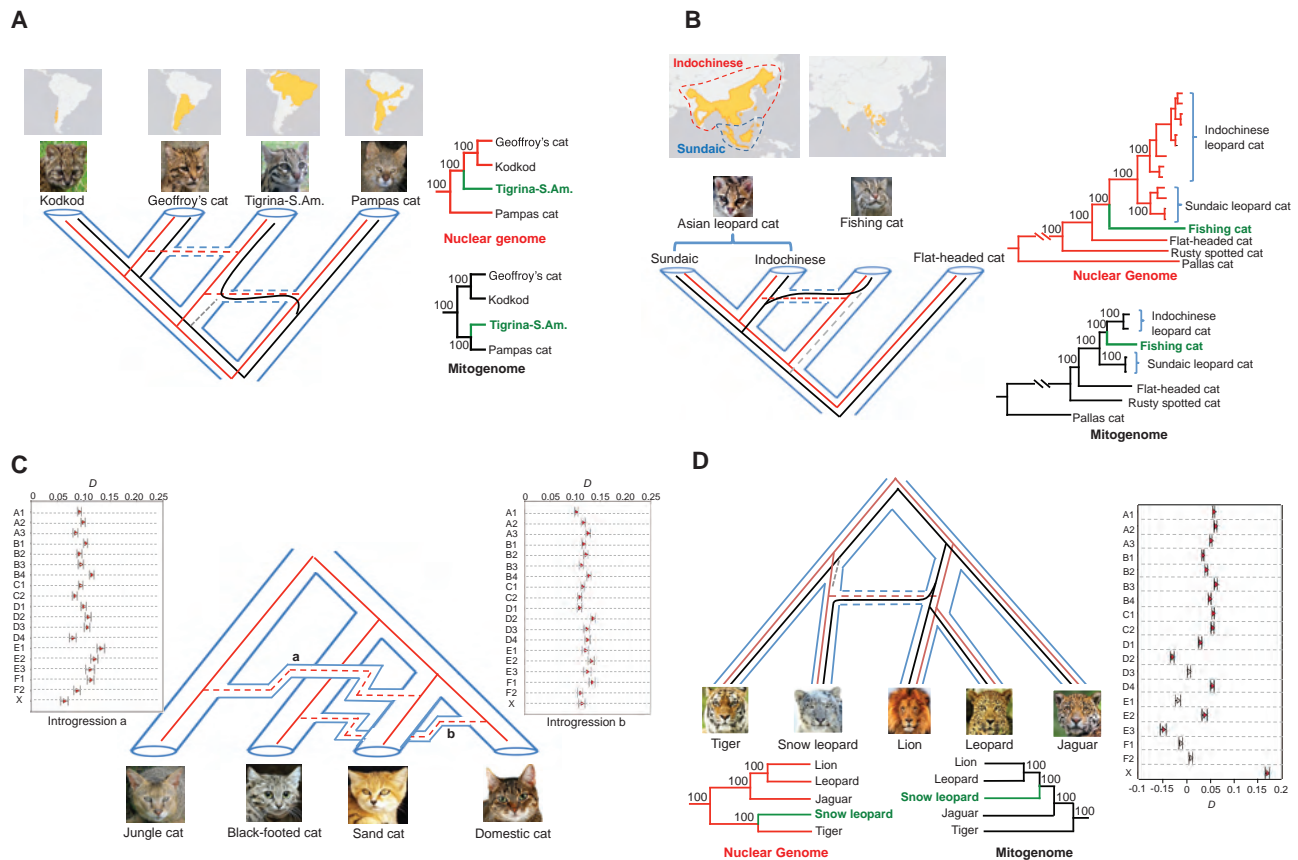 A
Kodkod
Geoffroy's cat
Tigrina-S.Am.
Pampas cat
100
100
100
Geoffroy's cat
Kodkod
Tigrina-S.Am.
Pampas cat
Nuclear genome
100
100
100
Geoffroy's cat
Kodkod
Tigrina-S.Am.
Pampas cat
Mitogenome
B
Indochinese
Sundaic
Asian leopard cat
Fishing cat
Sundaic
Indochinese
Flat-headed cat
100
100
100
100
100
100
100
Indochinese
leopard cat
Sundaic leopard cat
Fishing cat
Flat-headed cat
Rusty spotted cat
Pallas cat
Nuclear Genome
100
100
100
100
100
Indochinese
leopard cat
Fishing cat
Sundaic leopard cat
Flat-headed cat
Rusty spotted cat
Pallas cat
Mitogenome
C
D
0 0.05 0.10 0.15 0.20 0.25
A1
A2
A3
B1
B2
B3
B4
C1
C2
D1
D2
D3
D4
E1
E2
E3
F1
F2
X
Introgression a
a
b
D
0 0.05 0.10 0.15 0.20 0.25
A1
A2
A3
B1
B2
B3
B4
C1
C2
D1
D2
D3
D4
E1
E2
E3
F1
F2
X
Introgression b
Jungle cat
Black-footed cat
Sand cat
Domestic cat
D
Tiger
Snow leopard
Lion
Leopard
Jaguar
100
100
100
100
Lion
Leopard
Jaguar
Snow leopard
Tiger
Nuclear Genome
Lion
Leopard
Snow leopard
Jaguar
Tiger
100
100
100
100
Mitogenome
A1
A2
A3
B1
B2
B3
B4
C1
C2
D1
D2
D3
D4
E1
E2
E3
F1
F2
X
-0.1 -0.05 0 0.05 0.1 0.15 0.2
D